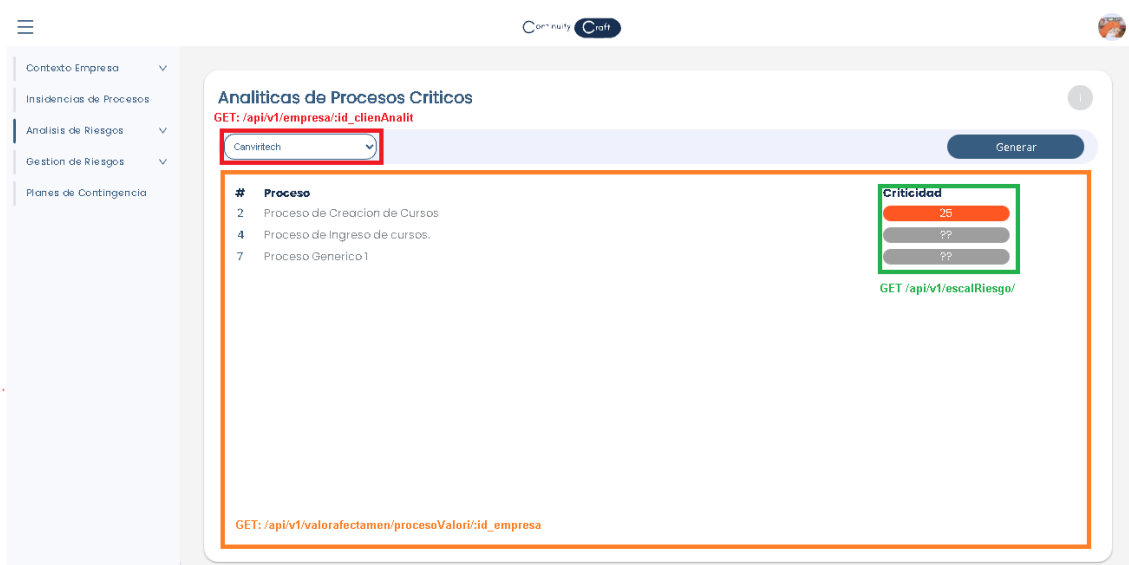 Continuity Craft
Contexto Empresa
Insidencias de Procesos
Analisis de Riesgos
Gestion de Riesgos
Planes de Contingencia
Analiticas de Procesos Criticos
i
GET: /api/v1/empresa/:id_clienAnalit
Canviritech
Generar
# Proceso Criticidad
2 Proceso de Creacion de Cursos 25
4 Proceso de Ingreso de cursos. ??
7 Proceso Generico 1 ??
GET /api/v1/escalRiesgo/
GET: /api/v1/valorafectamen/procesoValori/:id_empresa